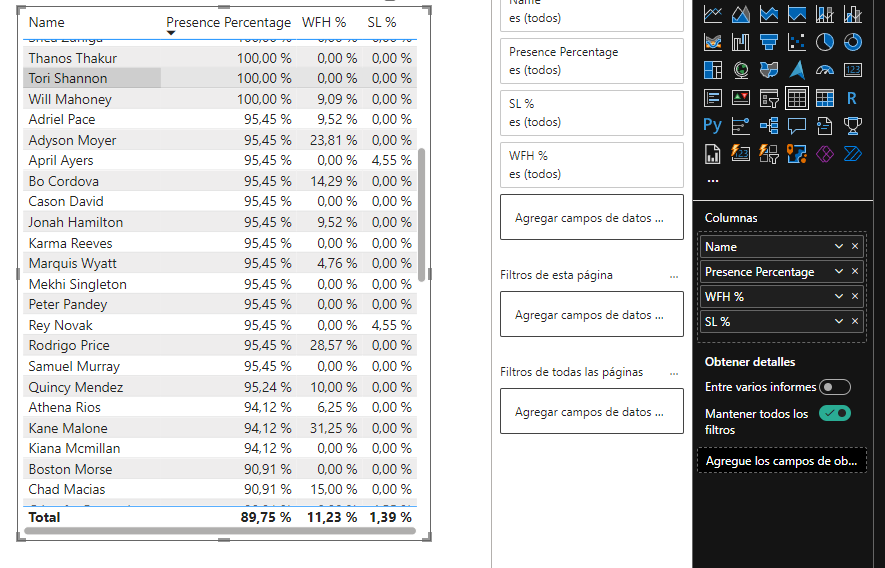 Name Presence Percentage WFH % SL %
Thanos Thakur 100,00 % 0,00 % 0,00 %
Tori Shannon 100,00 % 0,00 % 0,00 %
Will Mahoney 100,00 % 9,09 % 0,00 %
Adriel Pace 95,45 % 9,52 % 0,00 %
Adyson Moyer 95,45 % 23,81 % 0,00 %
April Ayers 95,45 % 0,00 % 4,55 %
Bo Cordova 95,45 % 14,29 % 0,00 %
Cason David 95,45 % 0,00 % 0,00 %
Jonah Hamilton 95,45 % 9,52 % 0,00 %
Karma Reeves 95,45 % 0,00 % 0,00 %
Marquis Wyatt 95,45 % 4,76 % 0,00 %
Mekhi Singleton 95,45 % 0,00 % 0,00 %
Peter Pandey 95,45 % 0,00 % 0,00 %
Rey Novak 95,45 % 0,00 % 4,55 %
Rodrigo Price 95,45 % 28,57 % 0,00 %
Samuel Murray 95,45 % 0,00 % 0,00 %
Quincy Mendez 95,24 % 10,00 % 0,00 %
Athena Rios 94,12 % 6,25 % 0,00 %
Kane Malone 94,12 % 31,25 % 0,00 %
Kiana Mcmillan 94,12 % 0,00 % 0,00 %
Boston Morse 90,91 % 0,00 % 0,00 %
Chad Macias 90,91 % 15,00 % 0,00 %
Total 89,75 % 11,23 % 1,39 %
Name
es (todos)
Presence Percentage
es (todos)
SL %
es (todos)
WFH %
es (todos)
Agregar campos de datos ...
Filtros de esta página ...
Agregar campos de datos ...
Filtros de todas las páginas ...
Agregar campos de datos ...
123
R
Py
123
...
Columnas
Name
Presence Percentage
WFH %
SL %
Obtener detalles
Entre varios informes
Mantener todos los
filtros
Agregue los campos de ob...